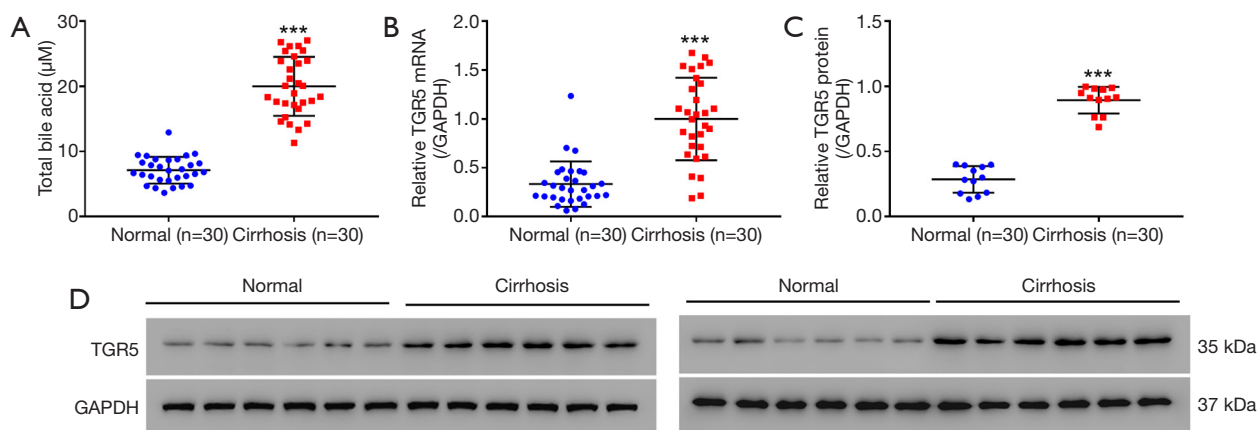 A
Total bile acid (μM)
30
20
10
0
***
Normal (n=30) Cirrhosis (n=30)
B
Relative TGR5 mRNA
(/GAPDH)
2.0
1.5
1.0
0.5
0.0
***
Normal (n=30) Cirrhosis (n=30)
C
Relative TGR5 protein
(/GAPDH)
1.5
1.0
0.5
0.0
***
Normal (n=30) Cirrhosis (n=30)
D
Normal Cirrhosis Normal Cirrhosis
TGR5 35 kDa
GAPDH 37 kDa